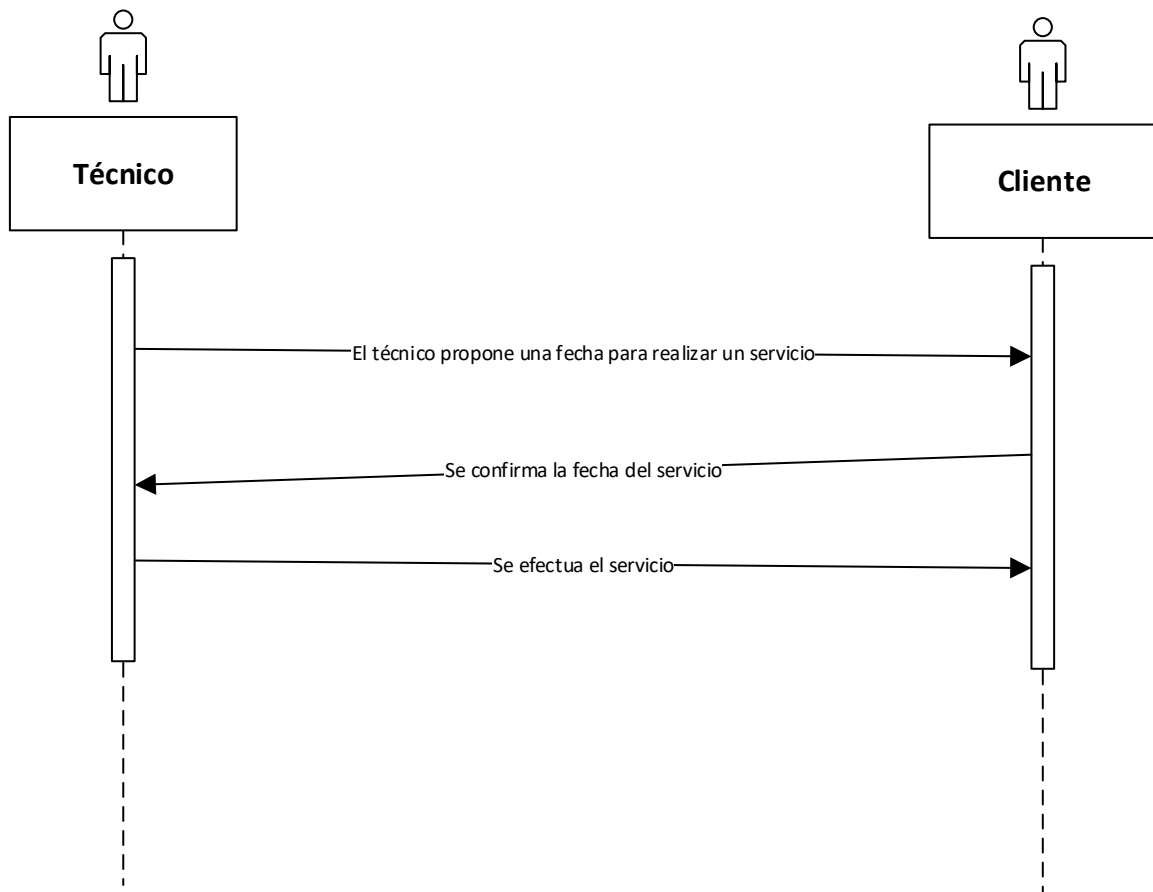 Técnico
Cliente
El técnico propone una fecha para realizar un servicio
Se confirma la fecha del servicio
Se efectua el servicio